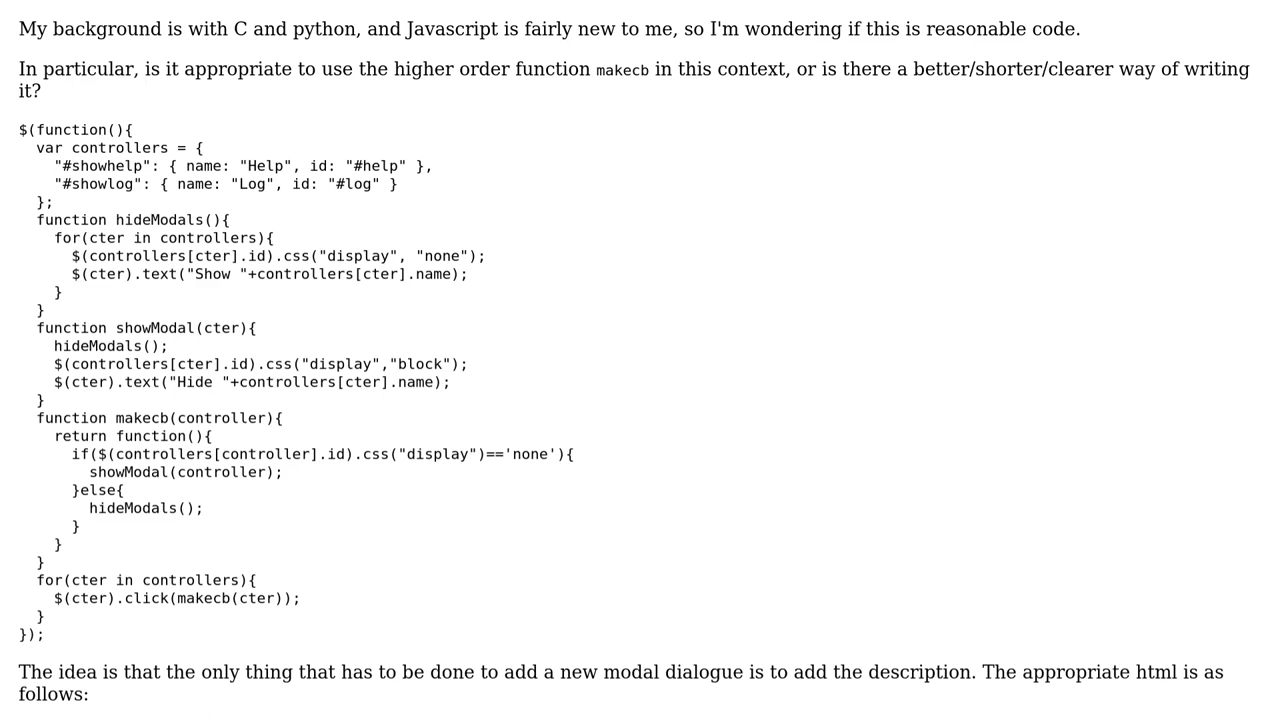 My background is with C and python, and Javascript is fairly new to me, so I'm wondering if this is reasonable code.
In particular, is it appropriate to use the higher order function makecb in this context, or is there a better/shorter/clearer way of writing
it?
$(function(){
  var controllers = {
    "#showhelp": { name: "Help", id: "#help" },
    "#showlog": { name: "Log", id: "#log" }
  };
  function hideModals(){
    for(cter in controllers){
      $(controllers[cter].id).css("display", "none");
      $(cter).text("Show "+controllers[cter].name);
    }
  }
  function showModal(cter){
    hideModals();
    $(controllers[cter].id).css("display","block");
    $(cter).text("Hide "+controllers[cter].name);
  }
  function makecb(controller){
    return function(){
      if($(controllers[controller].id).css("display")=='none'){
        showModal(controller);
      }else{
        hideModals();
      }
    }
  }
  for(cter in controllers){
    $(cter).click(makecb(cter));
  }
});
The idea is that the only thing that has to be done to add a new modal dialogue is to add the description. The appropriate html is as
follows: